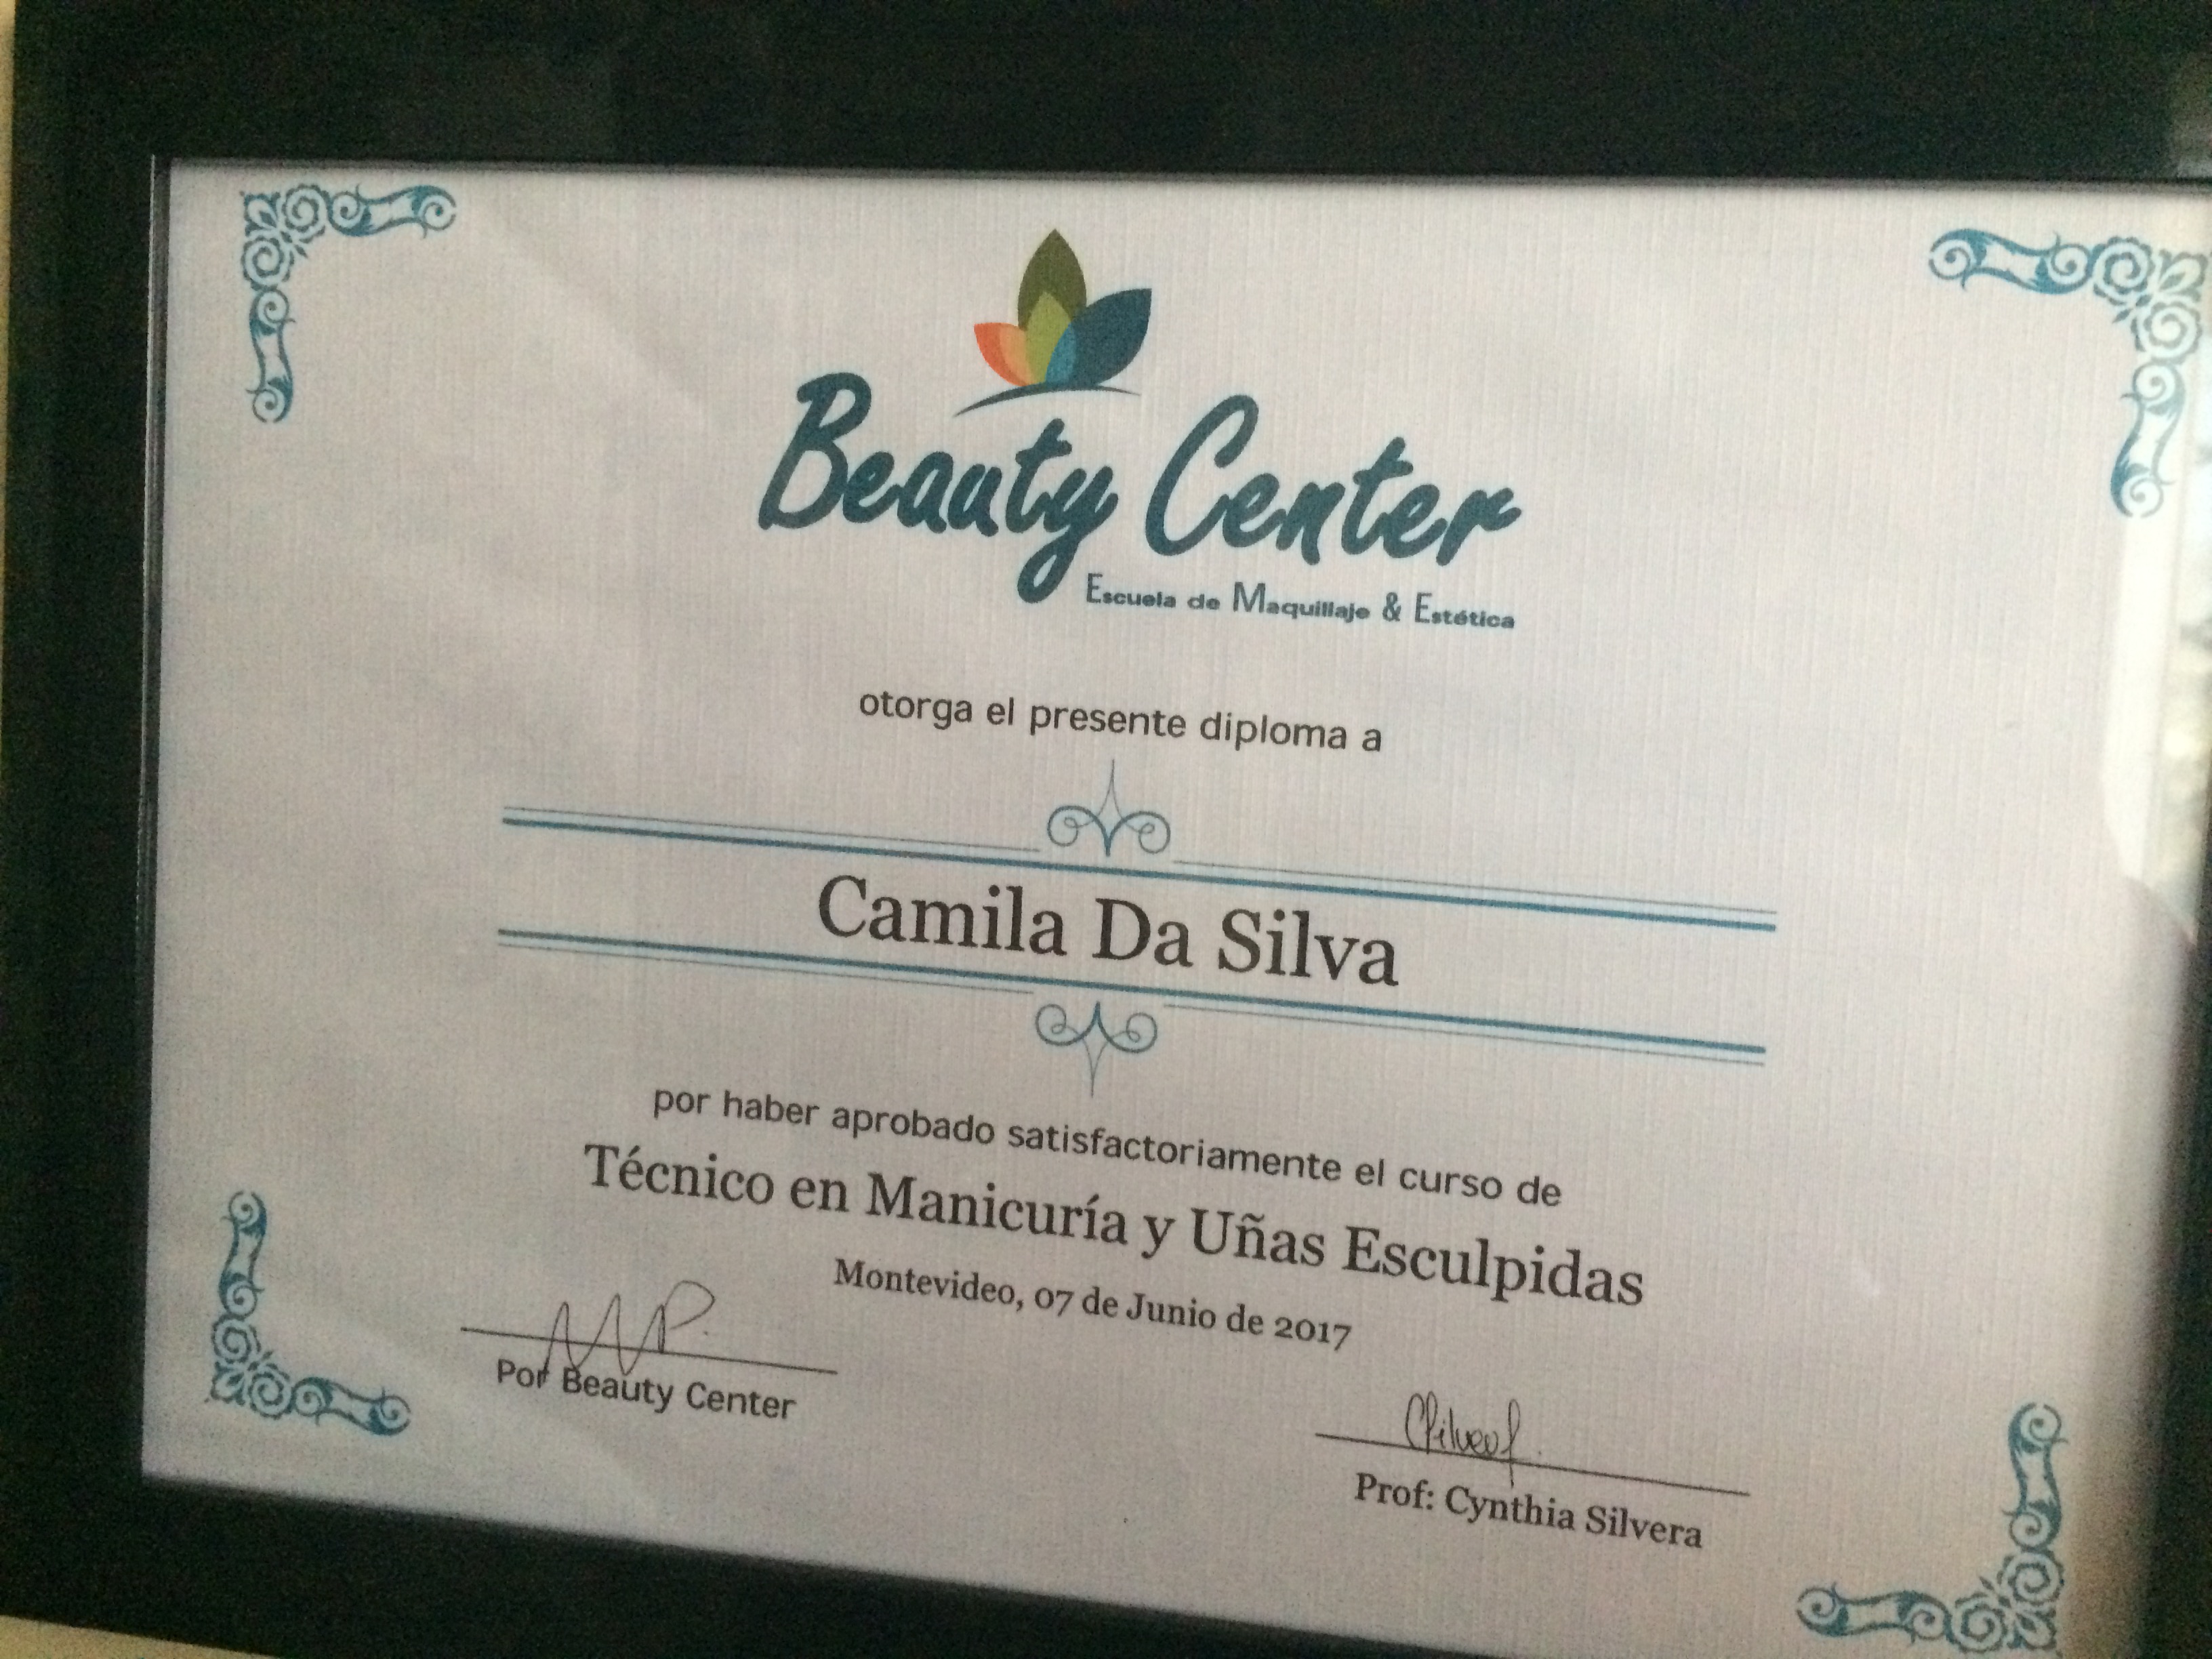 Beauty Center
Escuela de Maquillaje & Estética
otorga el presente diploma a
Camila Da Silva
por haber aprobado satisfactoriamente el curso de
Técnico en Manicuría y Uñas Esculpidas
Montevideo, 07 de Junio de 2017
Por Beauty Center
Prof: Cynthia Silvera